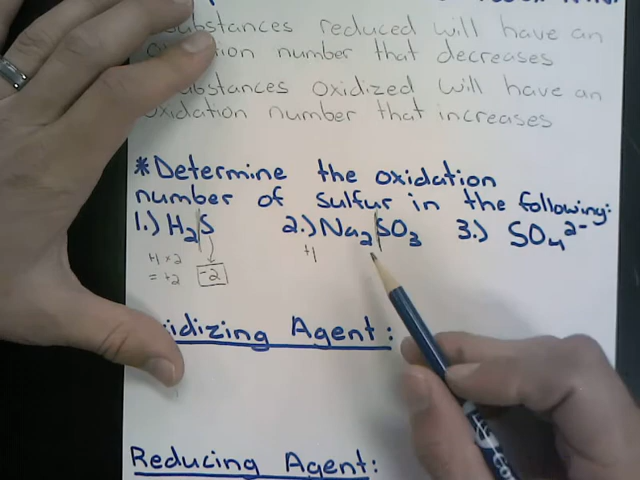 Substances reduced will have an
number that decreases
Substances oxidized will have an
oxidation number that increases
*Determine the oxidation
number of sulfur in the following:
1.) H₂S 2.) Na₂SO₃ 3.) SO₄²⁻
+1 x 2 +1
= +2 -2
Oxidizing Agent:
Reducing Agent: